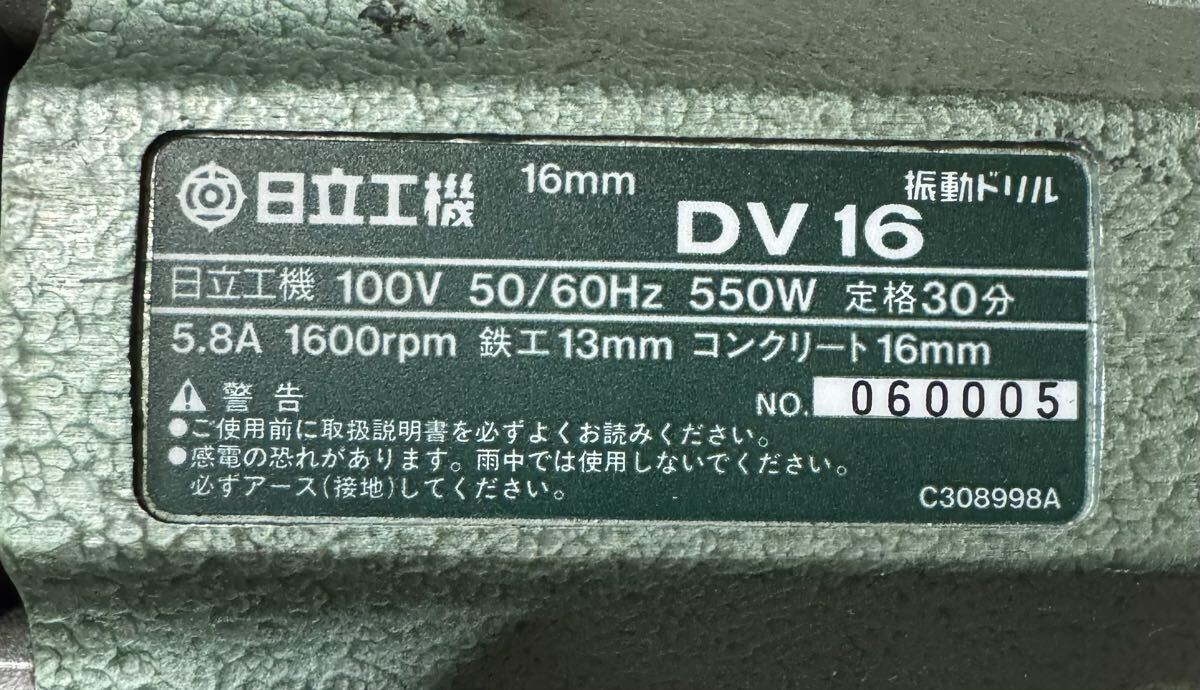 日立工機 16mm 振動ドリル
DV 16
日立工機 100V 50/60Hz 550W 定格30分
5.8A 1600rpm 鉄工13mm コンクリート16mm
警告
NO. 060005
●ご使用前に取扱説明書を必ずよくお読みください。
●感電の恐れがあります。雨中では使用しないでください。
必ずアース(接地)してください。
C308998A